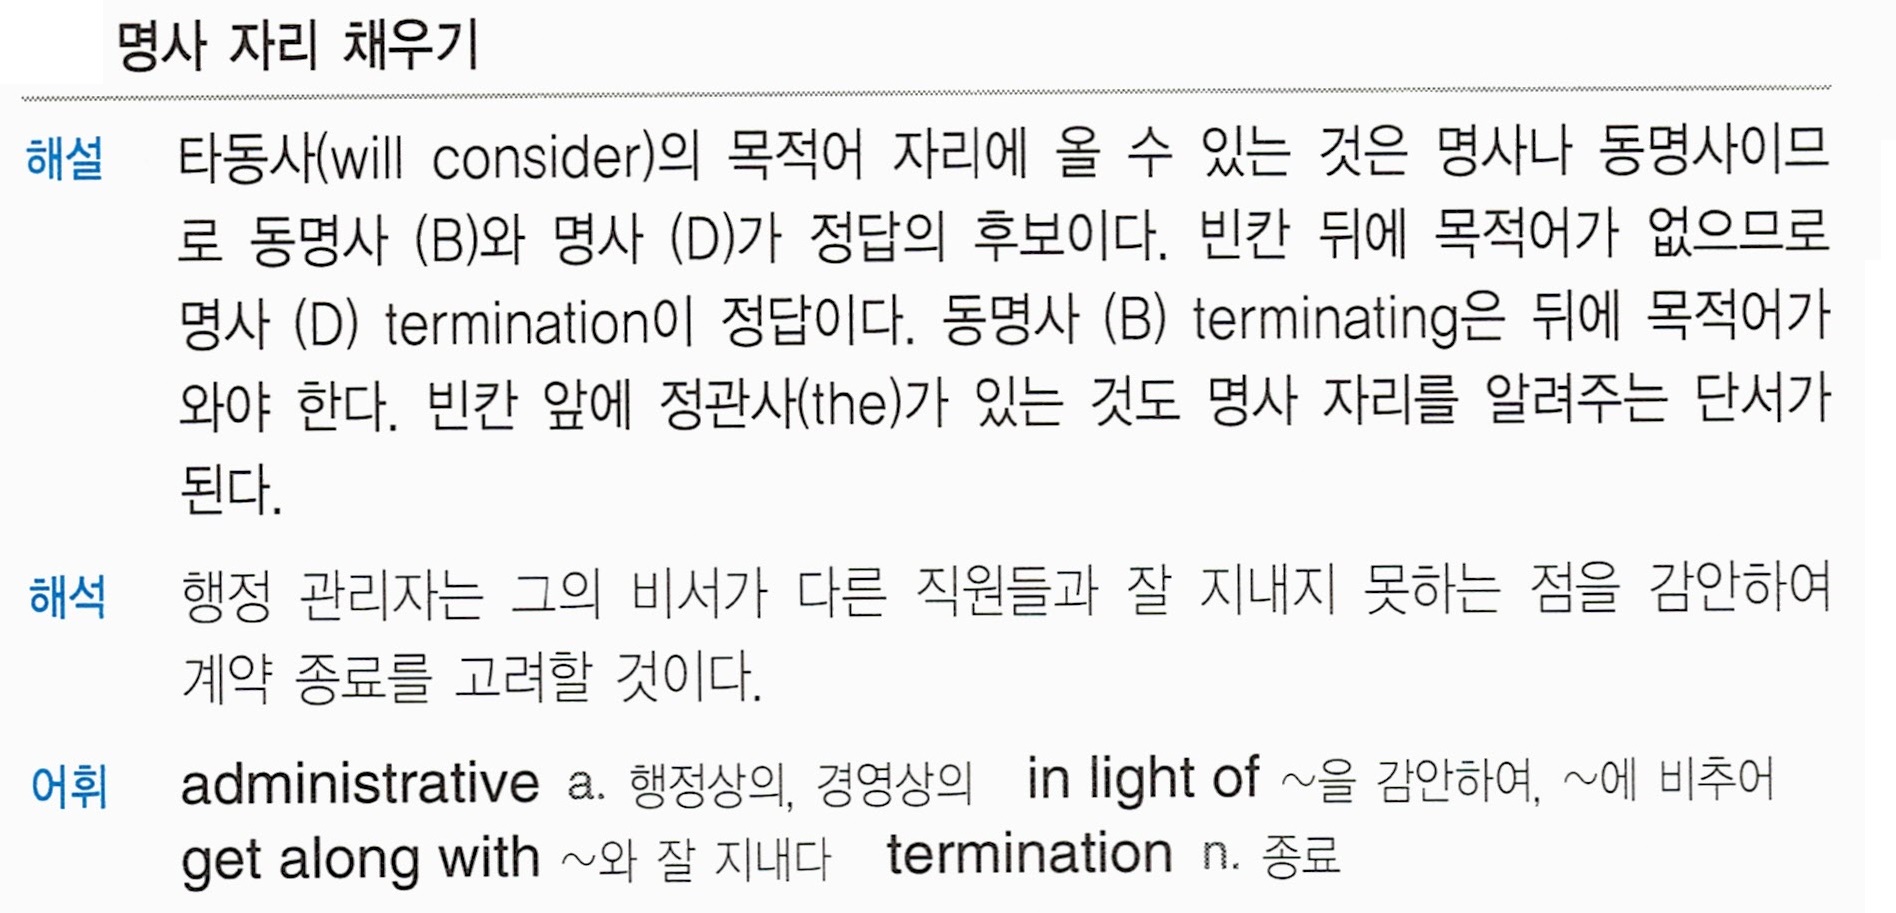 명사 자리 채우기
해설 타동사(will consider)의 목적어 자리에 올 수 있는 것은 명사나 동명사이므
로 동명사 (B)와 명사 (D)가 정답의 후보이다. 빈칸 뒤에 목적어가 없으므로
명사 (D) termination이 정답이다. 동명사 (B) terminating은 뒤에 목적어가
와야 한다. 빈칸 앞에 정관사(the)가 있는 것도 명사 자리를 알려주는 단서가
된다.
해석 행정 관리자는 그의 비서가 다른 직원들과 잘 지내지 못하는 점을 감안하여
계약 종료를 고려할 것이다.
어휘 administrative a. 행정상의, 경영상의 in light of ~을 감안하여, ~에 비추어
get along with ~와 잘 지내다 termination n. 종료